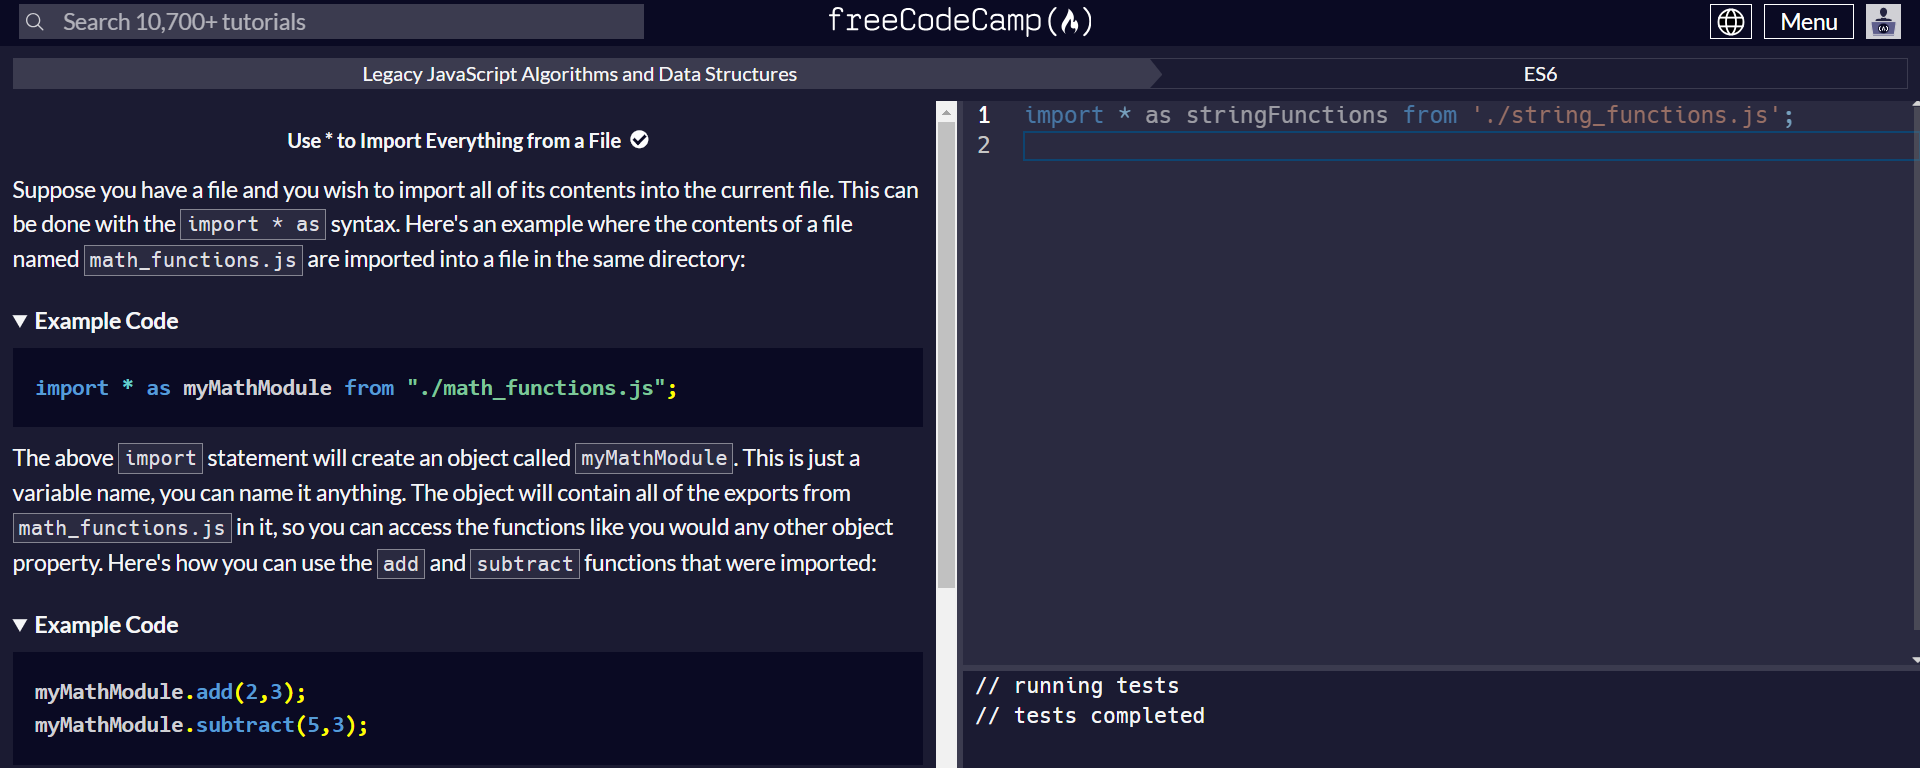 Search 10,700+ tutorials
freeCodeCamp(🔥)
Menu
Legacy JavaScript Algorithms and Data Structures
ES6
Use * to Import Everything from a File
Suppose you have a file and you wish to import all of its contents into the current file. This can
be done with the import * as syntax. Here's an example where the contents of a file
named math_functions.js are imported into a file in the same directory:
▼ Example Code
import * as myMathModule from "./math_functions.js";
The above import statement will create an object called myMathModule. This is just a
variable name, you can name it anything. The object will contain all of the exports from
math_functions.js in it, so you can access the functions like you would any other object
property. Here's how you can use the add and subtract functions that were imported:
▼ Example Code
myMathModule.add(2,3);
myMathModule.subtract(5,3);
1 import * as stringFunctions from './string_functions.js';
2
// running tests
// tests completed